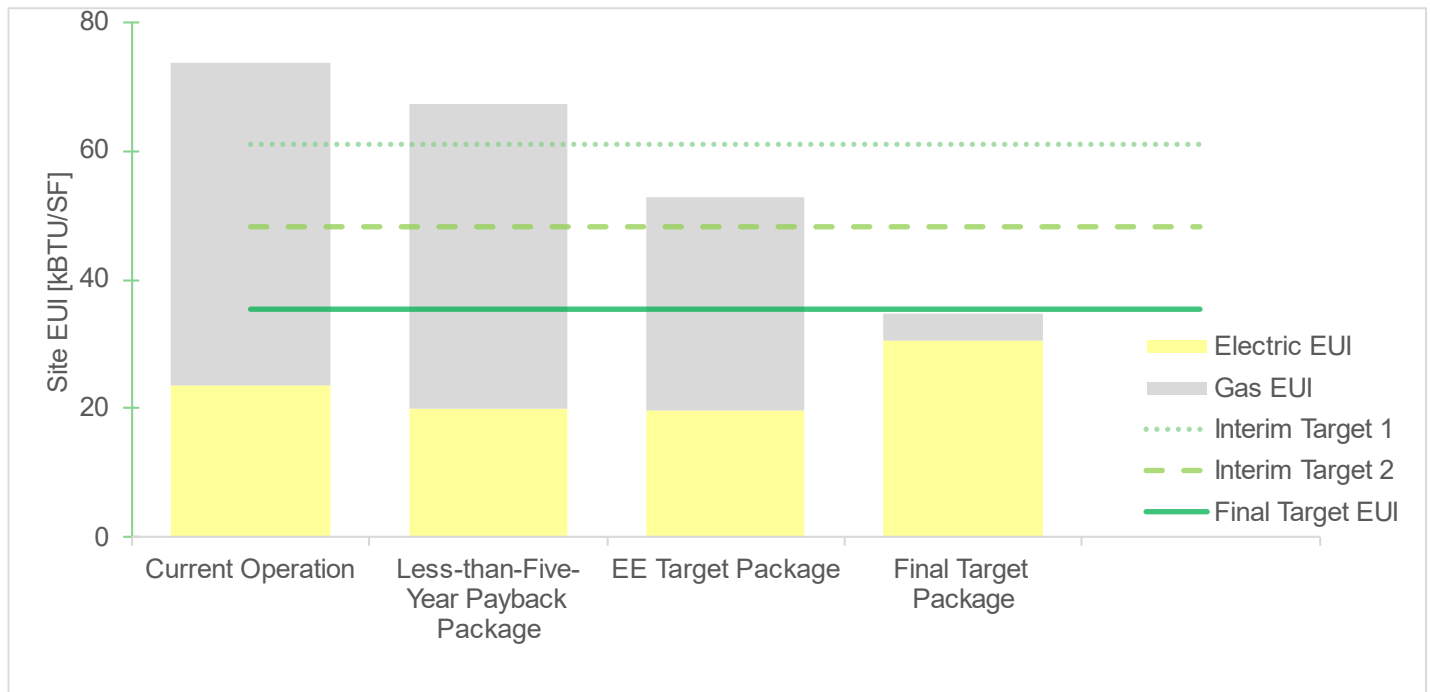 80
60
40
20
0
Site EUI [kBTU/SF]
Current Operation
Less-than-Five-
Year Payback
Package
EE Target Package
Final Target
Package
Electric EUI
Gas EUI
Interim Target 1
Interim Target 2
Final Target EUI